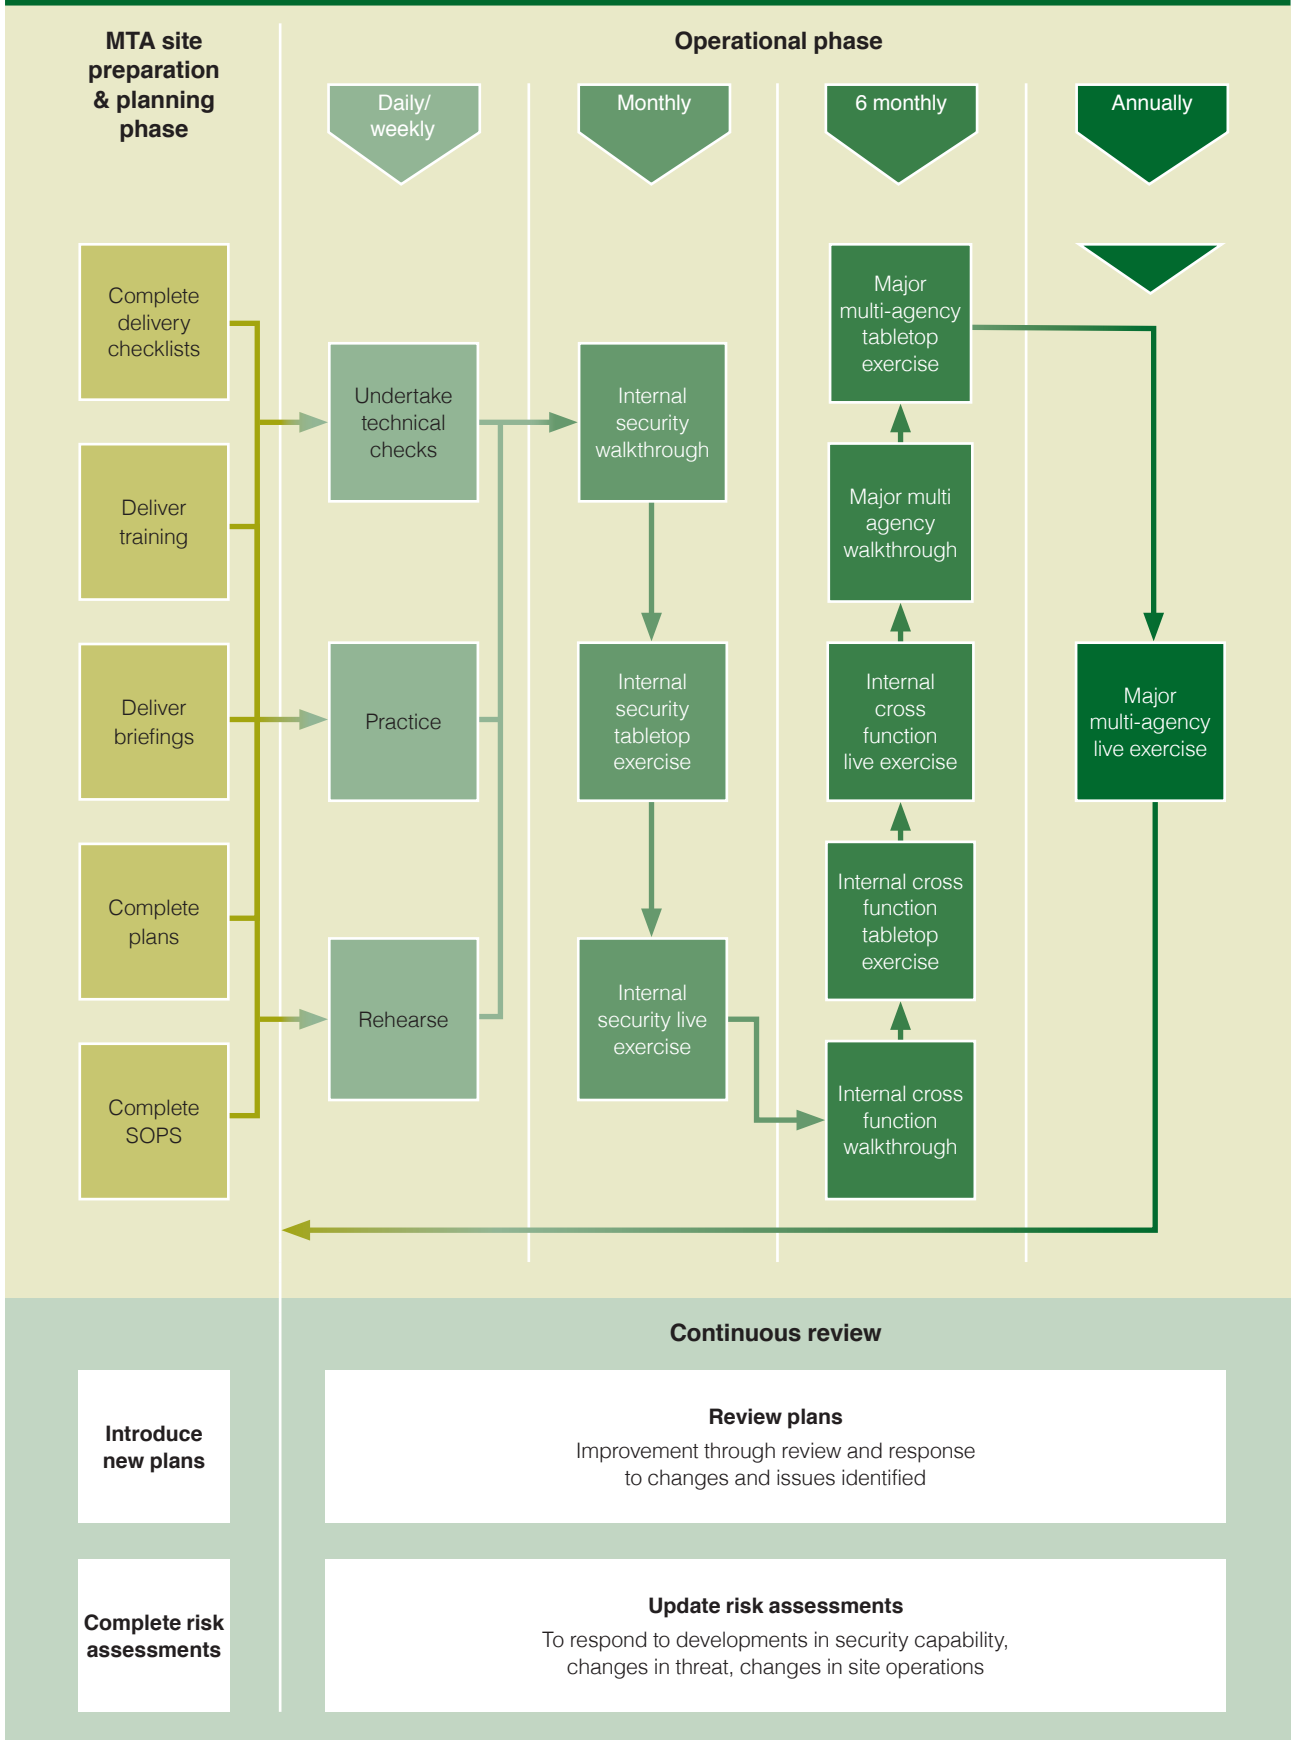 MTA site
preparation
& planning
phase
Operational phase
Daily/
weekly
Monthly
6 monthly
Annually
Complete
delivery
checklists
Deliver
training
Deliver
briefings
Complete
plans
Complete
SOPS
Undertake
technical
checks
Practice
Rehearse
Internal
security
walkthrough
Internal
security
tabletop
exercise
Internal
security live
exercise
Major
multi-agency
tabletop
exercise
Major multi
agency
walkthrough
Internal
cross
function
live exercise
Internal cross
function
tabletop
exercise
Internal cross
function
walkthrough
Major
multi-agency
live exercise
Continuous review
Introduce
new plans
Review plans
Improvement through review and response
to changes and issues identified
Complete risk
assessments
Update risk assessments
To respond to developments in security capability,
changes in threat, changes in site operations